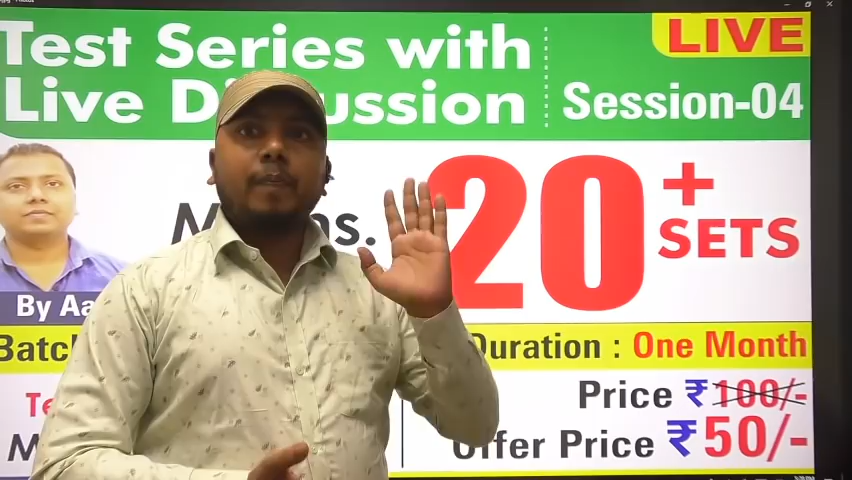 Test Series with
LIVE
Live Discussion
Session-04
20+
SETS
By Aa
Batch
Duration : One Month
Price ₹ 100/-
Offer Price ₹ 50/-